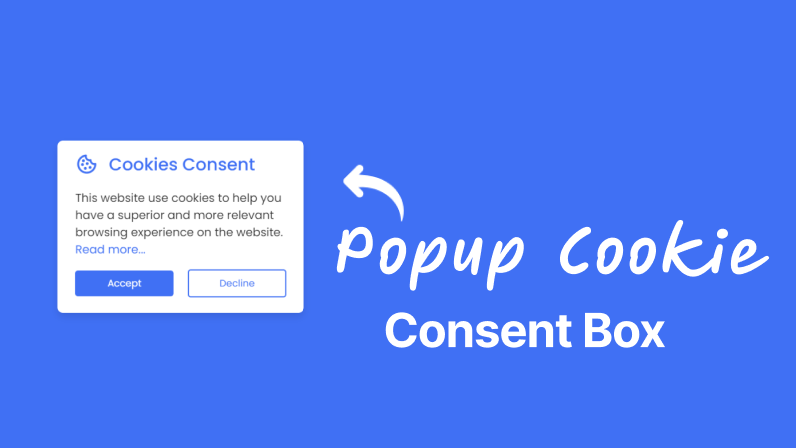 Cookies Consent
This website use cookies to help you
have a superior and more relevant
browsing experience on the website.
Read more...
Accept
Decline
Popup Cookie
Consent Box